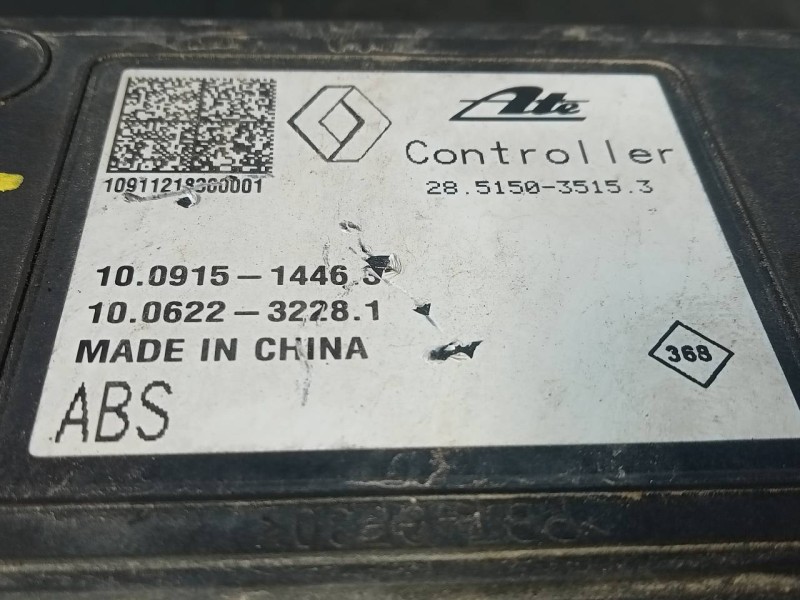 Ate
Controller
28.5150-3515.3
10.0915-1446.3
10.0622-3228.1
MADE IN CHINA
368
ABS